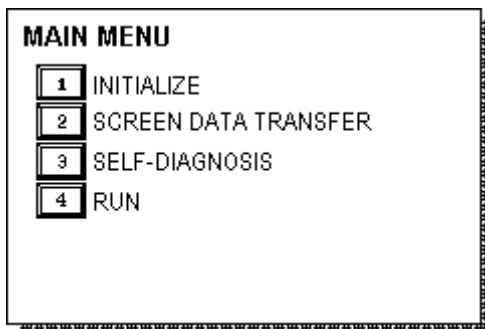 MAIN MENU
1 INITIALIZE
2 SCREEN DATA TRANSFER
3 SELF-DIAGNOSIS
4 RUN